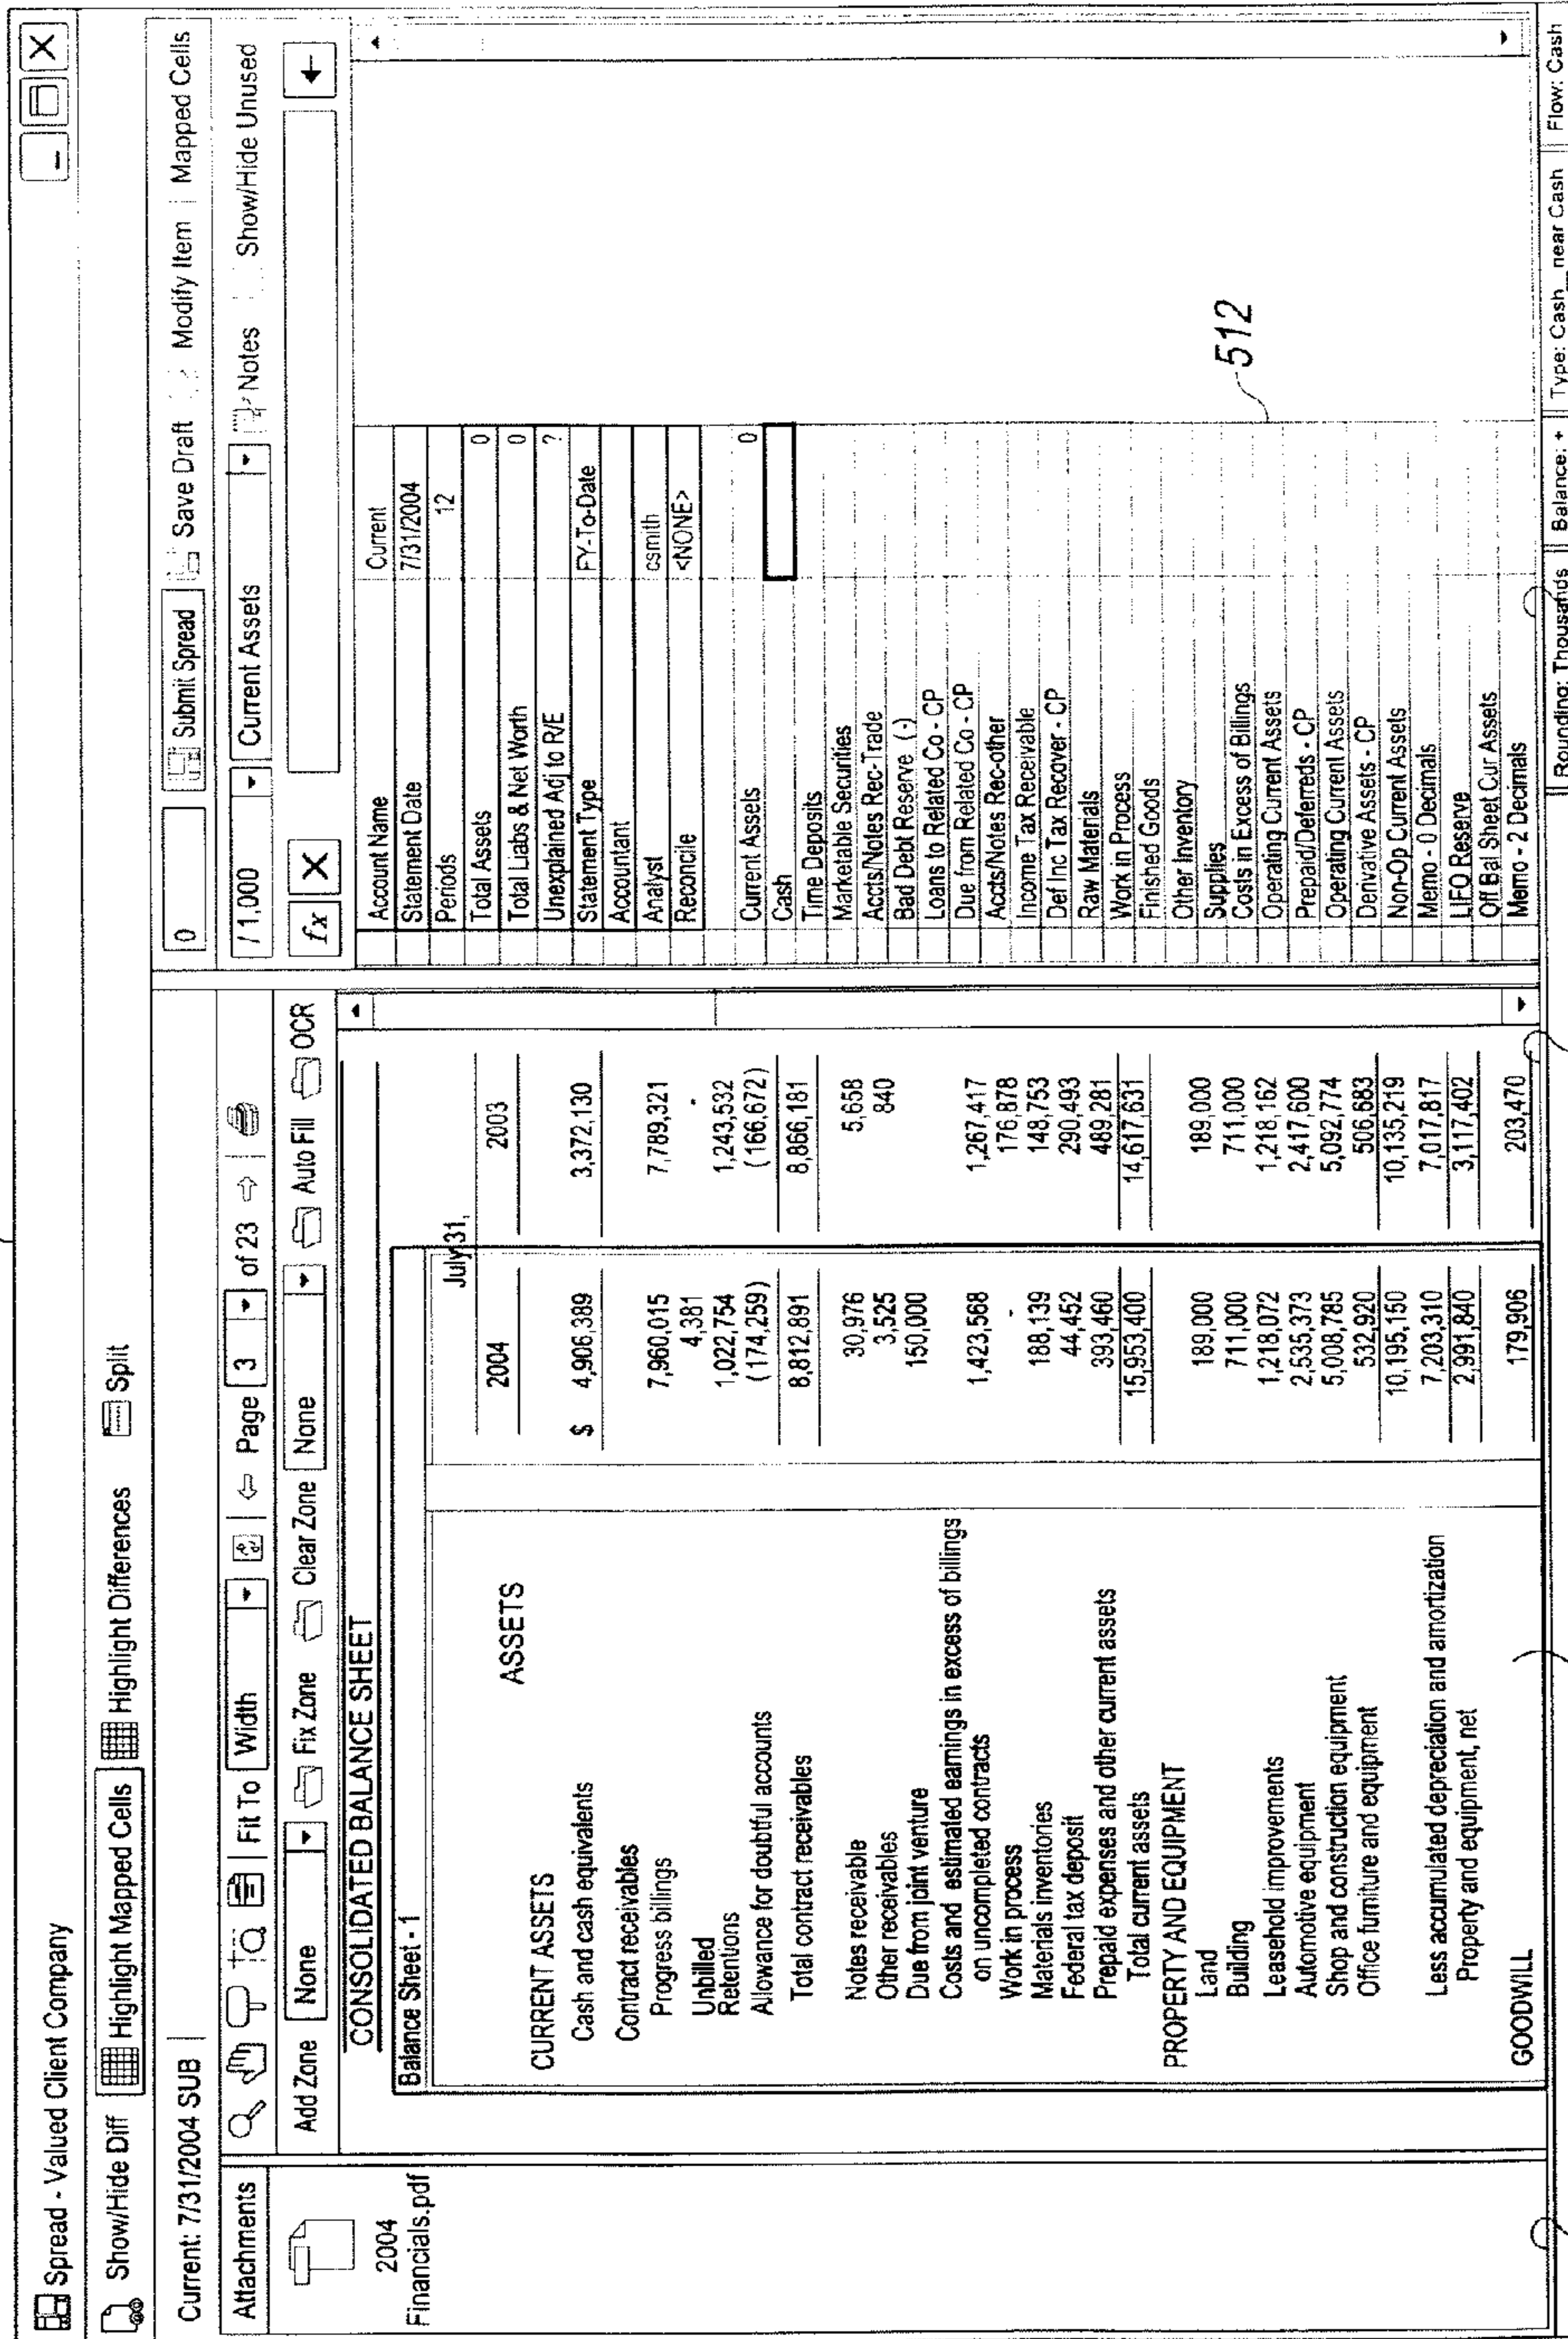 Spread - Valued Client Company
Show/Hide Diff Highlight Mapped Cells Highlight Differences Split
Current: 7/31/2004 SUB
0 Submit Spread Save Draft Modify Item Mapped Cells
Attachments
Fit To Width Page 3 of 23
/ 1,000 Current Assets Notes Show/Hide Unused
Add Zone None Fix Zone Clear Zone None Auto Fill OCR
fx X
2004
Financials.pdf
CONSOLIDATED BALANCE SHEET
Balance Sheet - 1
July 31,
ASSETS 2004 2003
CURRENT ASSETS
Cash and cash equivalents $ 4,906,389 3,372,130
Contract receivables
Progress billings 7,960,015 7,789,321
Unbilled 4,381 -
Retentions 1,022,754 1,243,532
Allowance for doubtful accounts (174,259) (166,672)
Total contract receivables 8,812,891 8,866,181
Notes receivable 30,976 5,658
Other receivables 3,525 840
Due from joint venture 150,000
Costs and estimated earnings in excess of billings
on uncompleted contracts 1,423,568 1,267,417
Work in process - 176,878
Materials inventories 188,139 148,753
Federal tax deposit 44,452 290,493
Prepaid expenses and other current assets 393,460 489,281
Total current assets 15,953,400 14,617,631
PROPERTY AND EQUIPMENT
Land 189,000 189,000
Building 711,000 711,000
Leasehold improvements 1,218,072 1,218,162
Automotive equipment 2,535,373 2,417,600
Shop and construction equipment 5,008,785 5,092,774
Office furniture and equipment 532,920 506,683
10,195,150 10,135,219
Less accumulated depreciation and amortization 7,203,310 7,017,817
Property and equipment, net 2,991,840 3,117,402
GOODWILL 179,906 203,470
Account Name Current
Statement Date 7/31/2004
Periods 12
Total Assets 0
Total Liabs & Net Worth 0
Unexplained Adj to R/E ?
Statement Type FY-To-Date
Accountant
Analyst csmith
Reconcile <NONE>
Current Assets 0
Cash
Time Deposits
Marketable Securities
Accts/Notes Rec-Trade
Bad Debt Reserve (-)
Loans to Related Co - CP
Due from Related Co - CP
Accts/Notes Rec-other
Income Tax Receivable
Def Inc Tax Recover - CP
Raw Materials
Work in Process
Finished Goods
Other Inventory
Supplies
Costs in Excess of Billings
Operating Current Assets
Prepaid/Deferreds - CP
Operating Current Assets
Derivative Assets - CP
Non-Op Current Assets
Memo - 0 Decimals
LIFO Reserve
Off Bal Sheet Cur Assets
Memo - 2 Decimals
512
Rounding: Thousands Balance: + Type: Cash_near Cash Flow: Cash